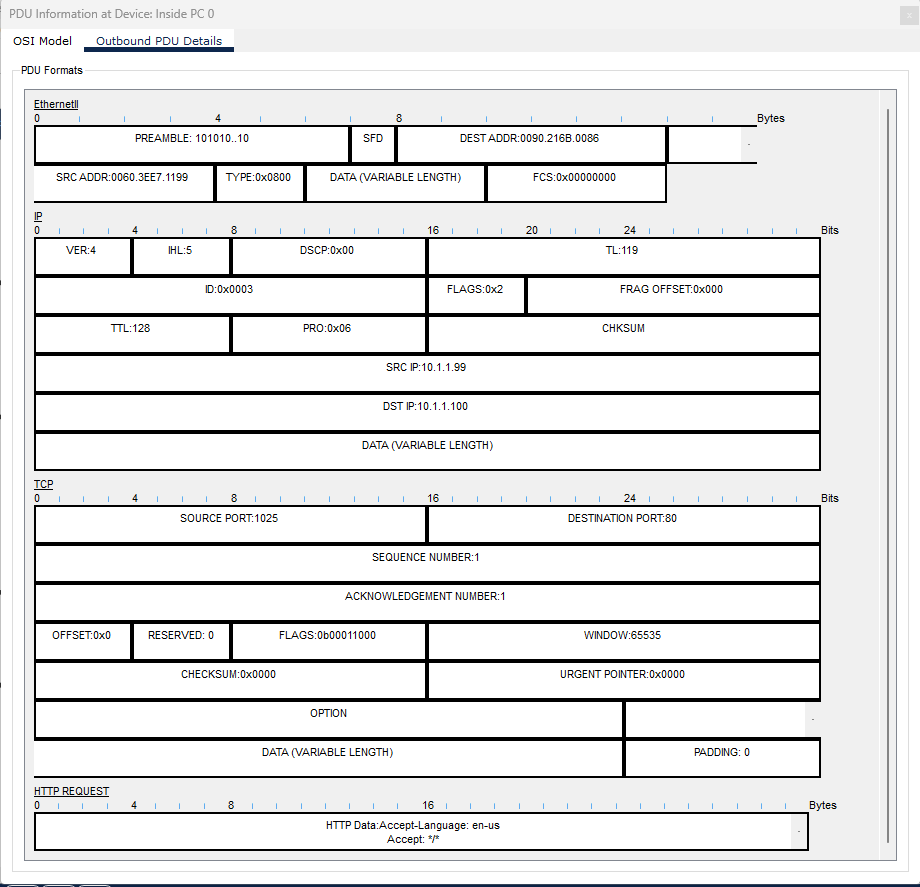 PDU Information at Device: Inside PC 0
x
OSI Model Outbound PDU Details
PDU Formats
EthernetII
0 4 8 Bytes
PREAMBLE: 101010..10 SFD DEST ADDR:0090.216B.0086
SRC ADDR:0060.3EE7.1199 TYPE:0x0800 DATA (VARIABLE LENGTH) FCS:0x00000000
IP
0 4 8 16 20 24 Bits
VER:4 IHL:5 DSCP:0x00 TL:119
ID:0x0003 FLAGS:0x2 FRAG OFFSET:0x000
TTL:128 PRO:0x06 CHKSUM
SRC IP:10.1.1.99
DST IP:10.1.1.100
DATA (VARIABLE LENGTH)
TCP
0 4 8 16 24 Bits
SOURCE PORT:1025 DESTINATION PORT:80
SEQUENCE NUMBER:1
ACKNOWLEDGEMENT NUMBER:1
OFFSET:0x0 RESERVED: 0 FLAGS:0b00011000 WINDOW:65535
CHECKSUM:0x0000 URGENT POINTER:0x0000
OPTION
DATA (VARIABLE LENGTH) PADDING: 0
HTTP REQUEST
0 4 8 16 Bytes
HTTP Data:Accept-Language: en-us
Accept: */*